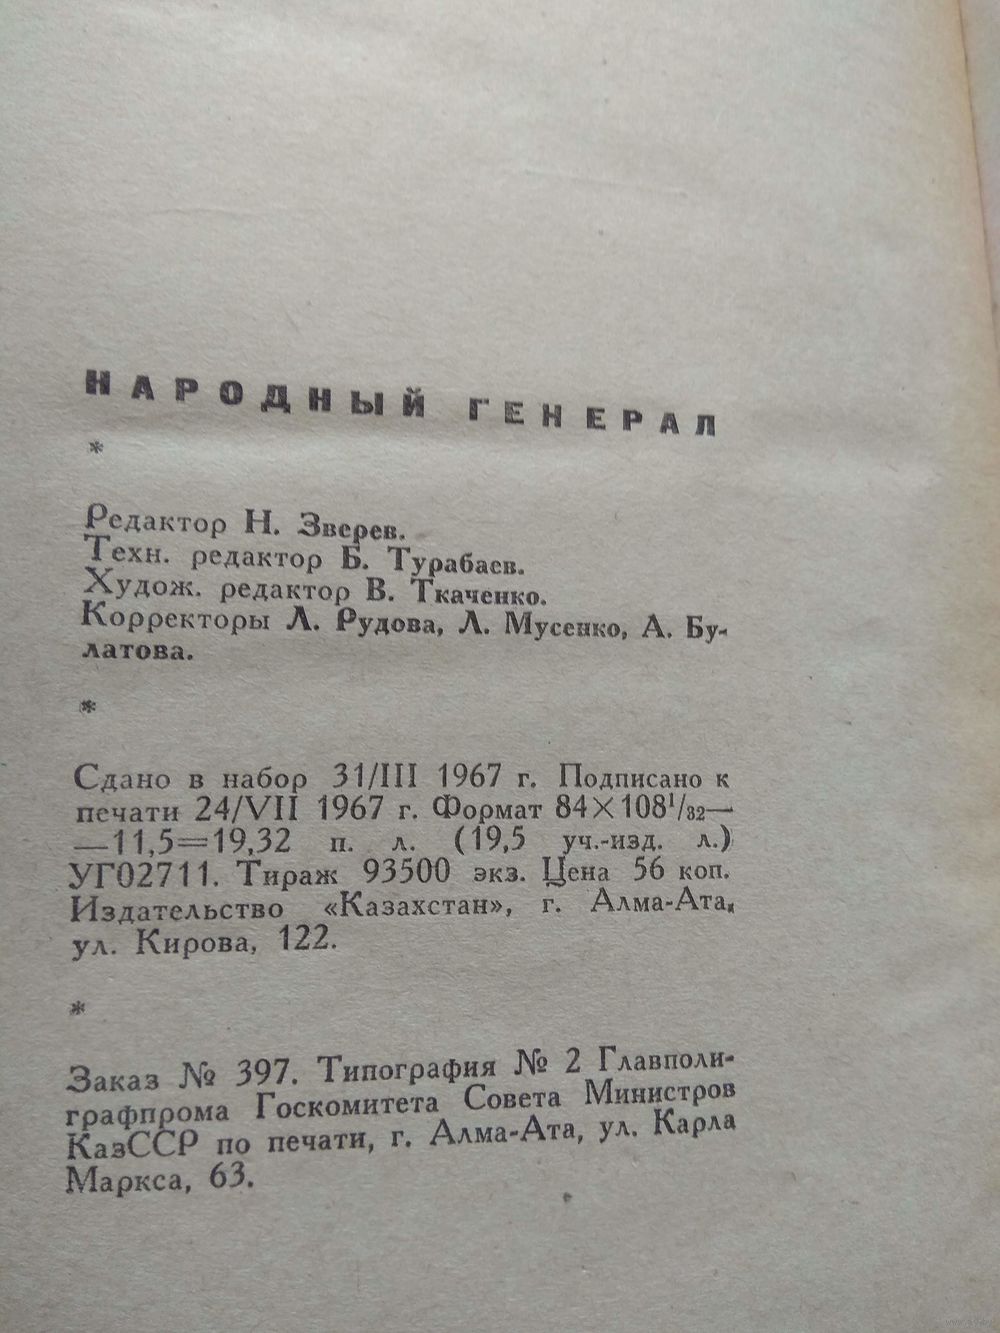 НАРОДНЫЙ ГЕНЕРАЛ
*
Редактор Н. Зверев.
Техн. редактор Б. Турабаев.
Худож. редактор В. Ткаченко.
Корректоры Л. Рудова, Л. Мусенко, А. Бу-
латова.
*
Сдано в набор 31/III 1967 г. Подписано к
печати 24/VII 1967 г. Формат 84×108¹/₃₂—
—11,5=19,32 п. л. (19,5 уч.-изд. л.)
УГ02711. Тираж 93500 экз. Цена 56 коп.
Издательство «Казахстан», г. Алма-Ата,
ул. Кирова, 122.
*
Заказ № 397. Типография № 2 Главполи-
графпрома Госкомитета Совета Министров
КазССР по печати, г. Алма-Ата, ул. Карла
Маркса, 63.